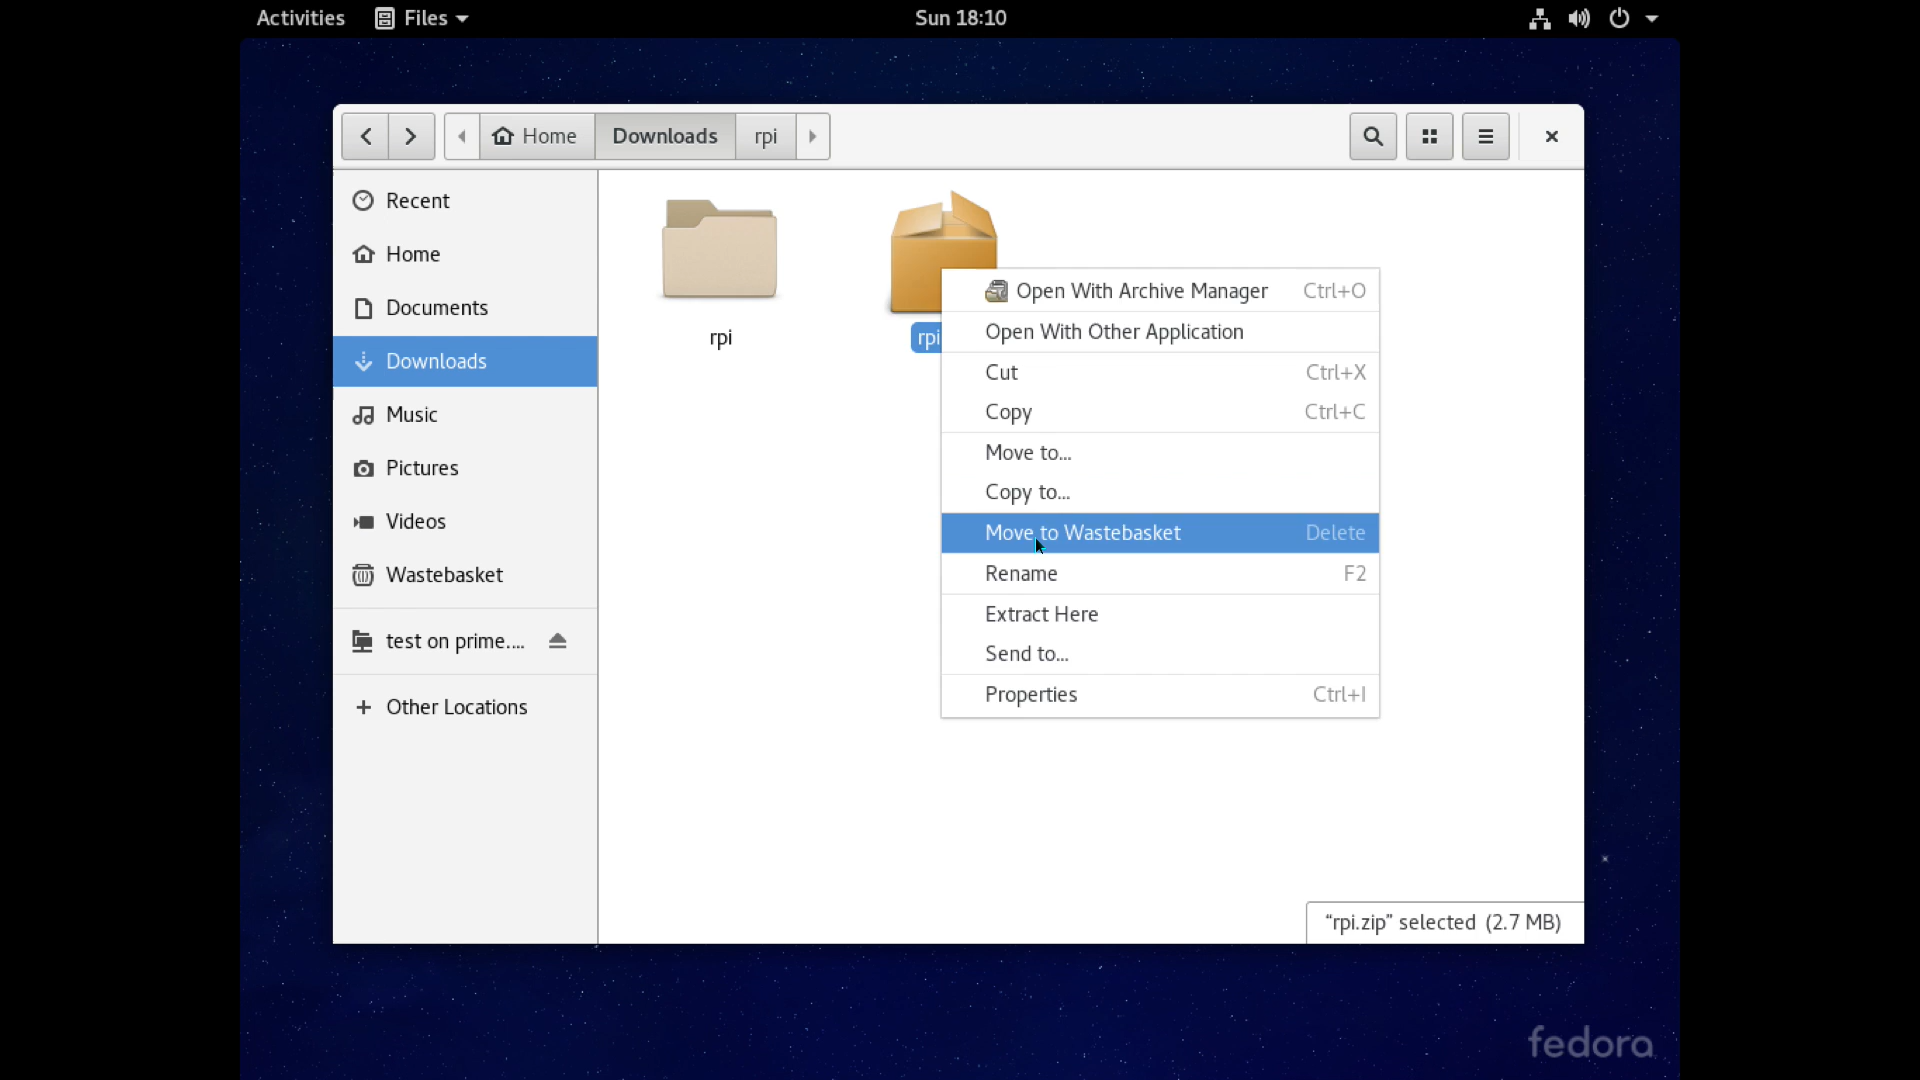 Activities Files Sun 18:10
Home Downloads rpi
Recent
Home
Documents
Downloads
Music
Pictures
Videos
Wastebasket
test on prime....
Other Locations
rpi
rpi
Open With Archive Manager Ctrl+O
Open With Other Application
Cut Ctrl+X
Copy Ctrl+C
Move to...
Copy to...
Move to Wastebasket Delete
Rename F2
Extract Here
Send to...
Properties Ctrl+I
“rpi.zip” selected (2.7 MB)
fedora